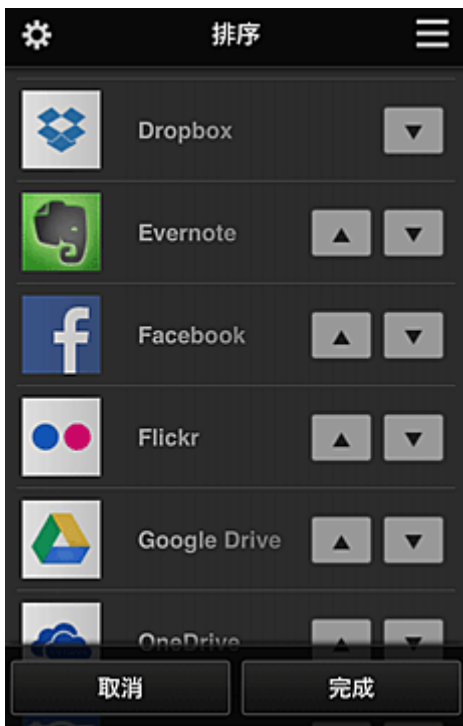 排序
Dropbox
Evernote
Facebook
Flickr
Google Drive
OneDrive
取消
完成